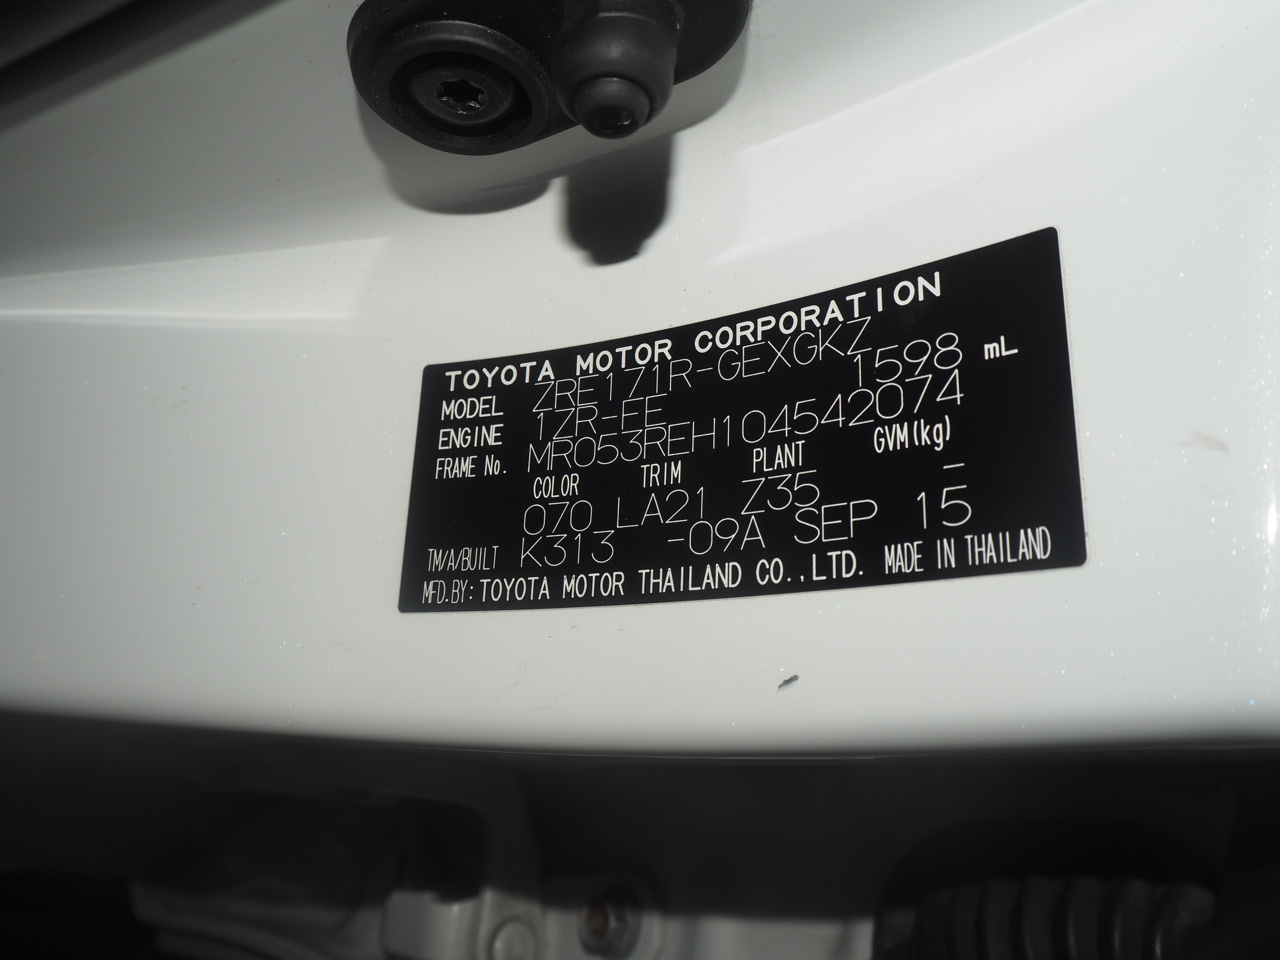 TOYOTA MOTOR CORPORATION
MODEL ZRE171R-GEXGKZ
ENGINE 1ZR-FE 1598 mL
FRAME No. MR053REH104542074
COLOR TRIM PLANT GVM(kg)
070 LA21 Z35 –
TM/A/BUILT K313 -09A SEP 15
MFD.BY: TOYOTA MOTOR THAILAND CO.,LTD. MADE IN THAILAND